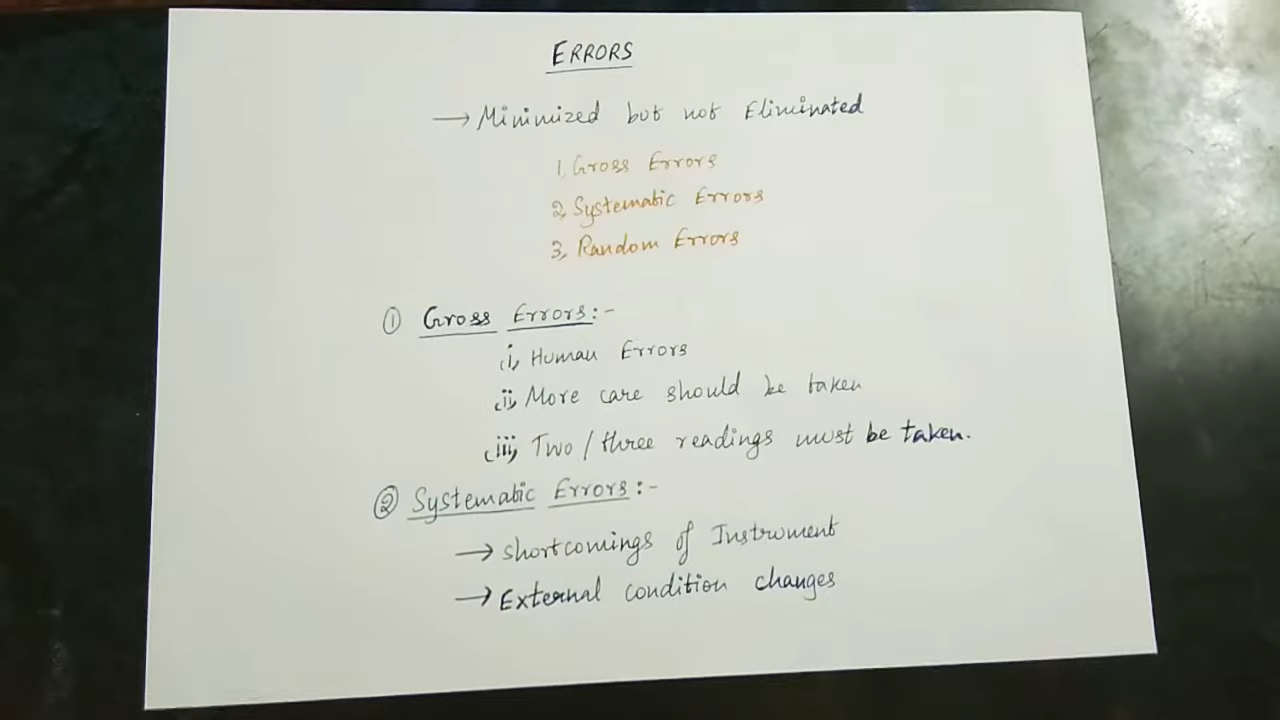 ERRORS
→ Minimized but not Eliminated
1, Gross Errors
2, Systematic Errors
3, Random Errors
① Gross Errors:-
(i) Human Errors
(ii) More care should be taken
(iii) Two / three readings must be taken.
② Systematic Errors:-
→ Shortcomings of Instrument
→ External condition changes